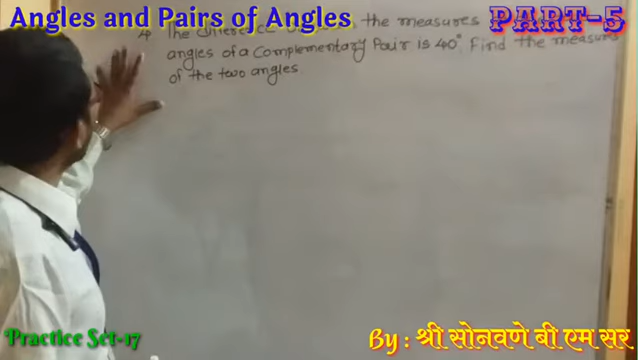 Angles and Pairs of Angles
PART-5
4 The the measures
angles of a Complementary Pair is 40° Find the measure
of the two angles.
Practice Set-17
By : श्री सोनवणे बी एम सर